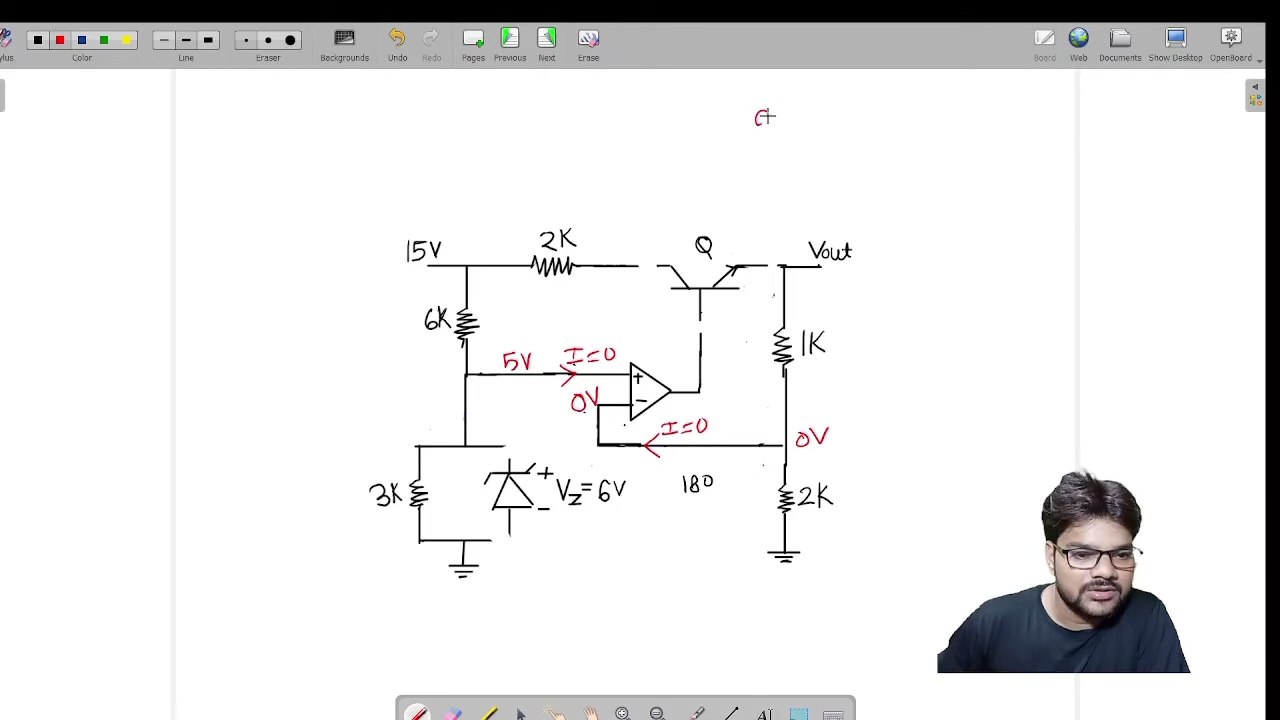 Stylus
Color
Line
Eraser
Backgrounds
Undo
Redo
Pages
Previous
Next
Erase
Board
Web
Documents
Show Desktop
OpenBoard
15V
2K
Q
Vout
6K
5V
I=0
1K
+
0V
-
I=0
0V
3K
+
Vz=6V
-
180
2K